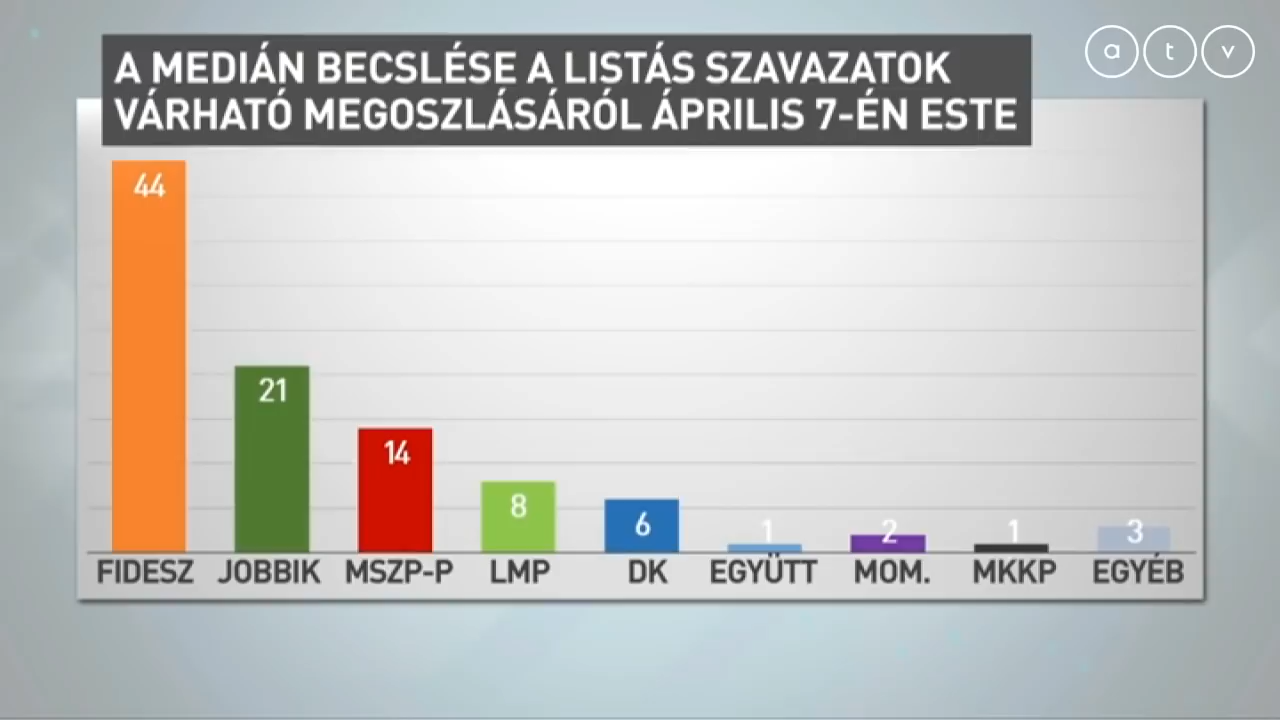 a t v
A MEDIÁN BECSLÉSE A LISTÁS SZAVAZATOK
VÁRHATÓ MEGOSZLÁSÁRÓL ÁPRILIS 7-ÉN ESTE
44
21
14
8
6
1
2
1
3
FIDESZ JOBBIK MSZP-P LMP DK EGYÜTT MOM. MKKP EGYÉB